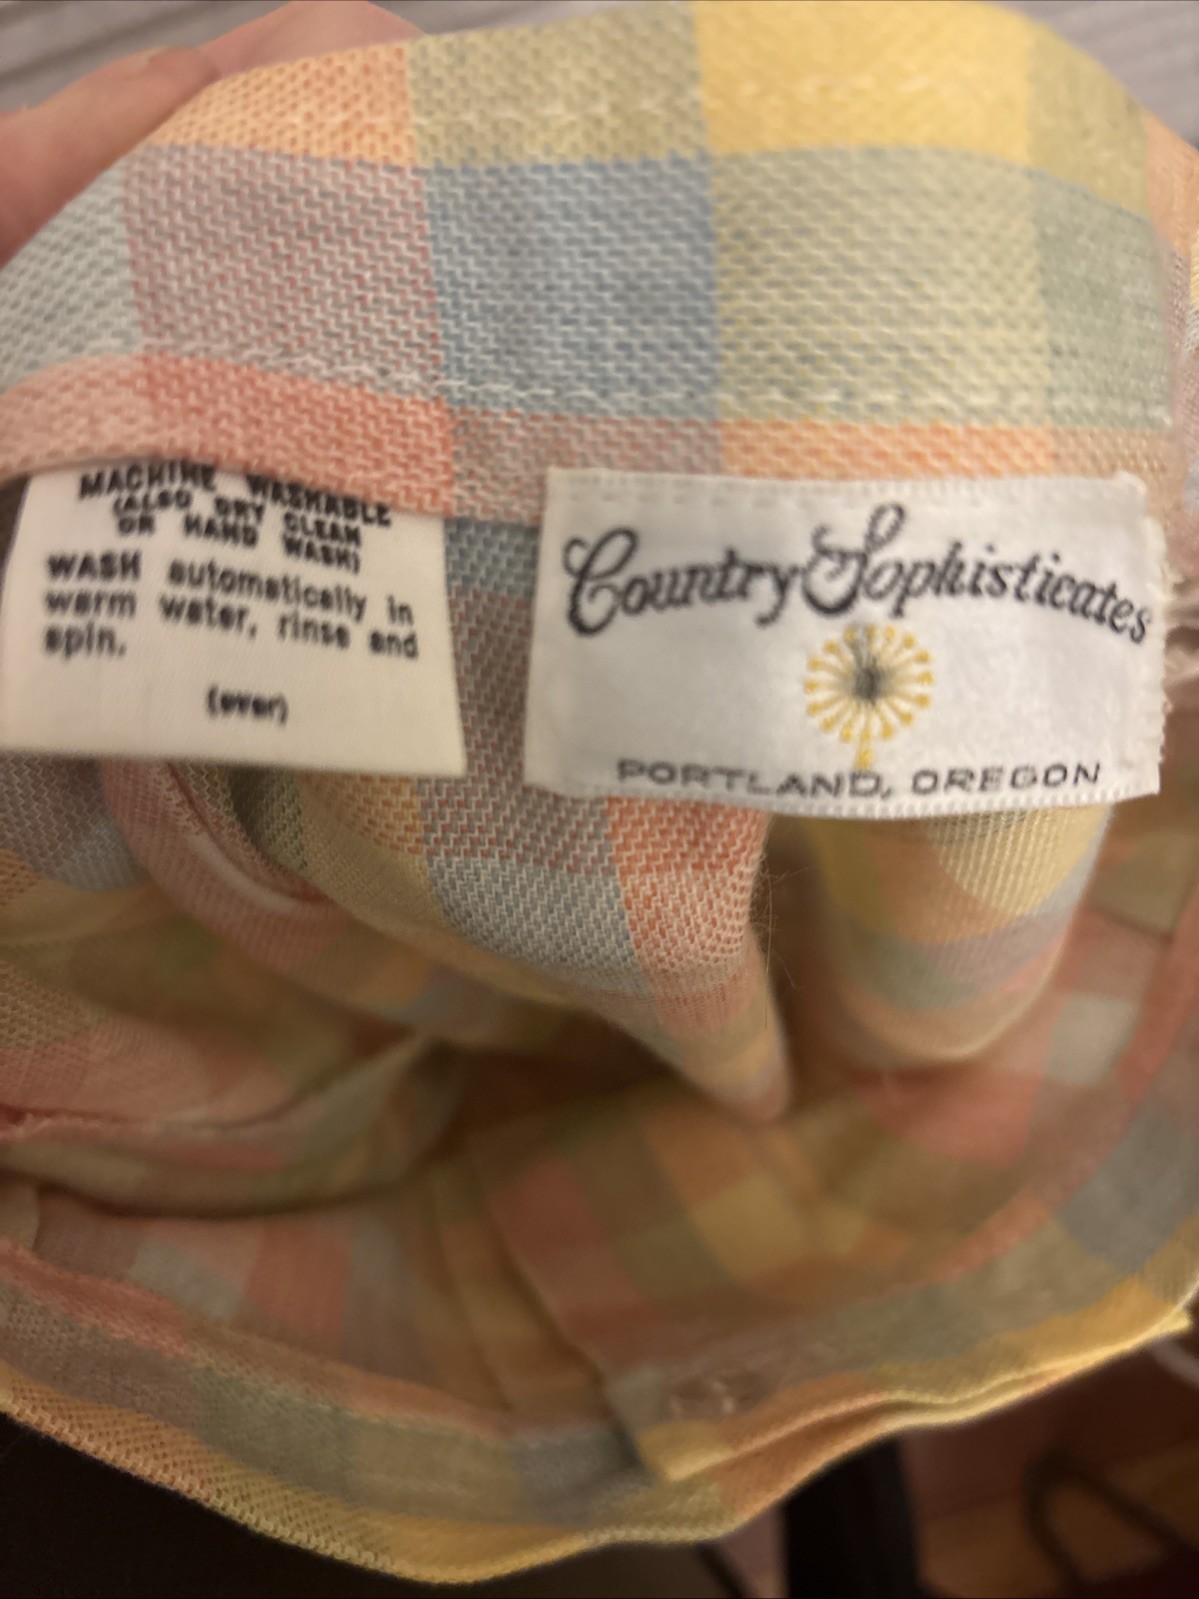 MACHINE WASHABLE
(ALSO DRY CLEAN
OR HAND WASH)
WASH automatically in
warm water, rinse and
spin.
(over)
Country Sophisticates
PORTLAND, OREGON